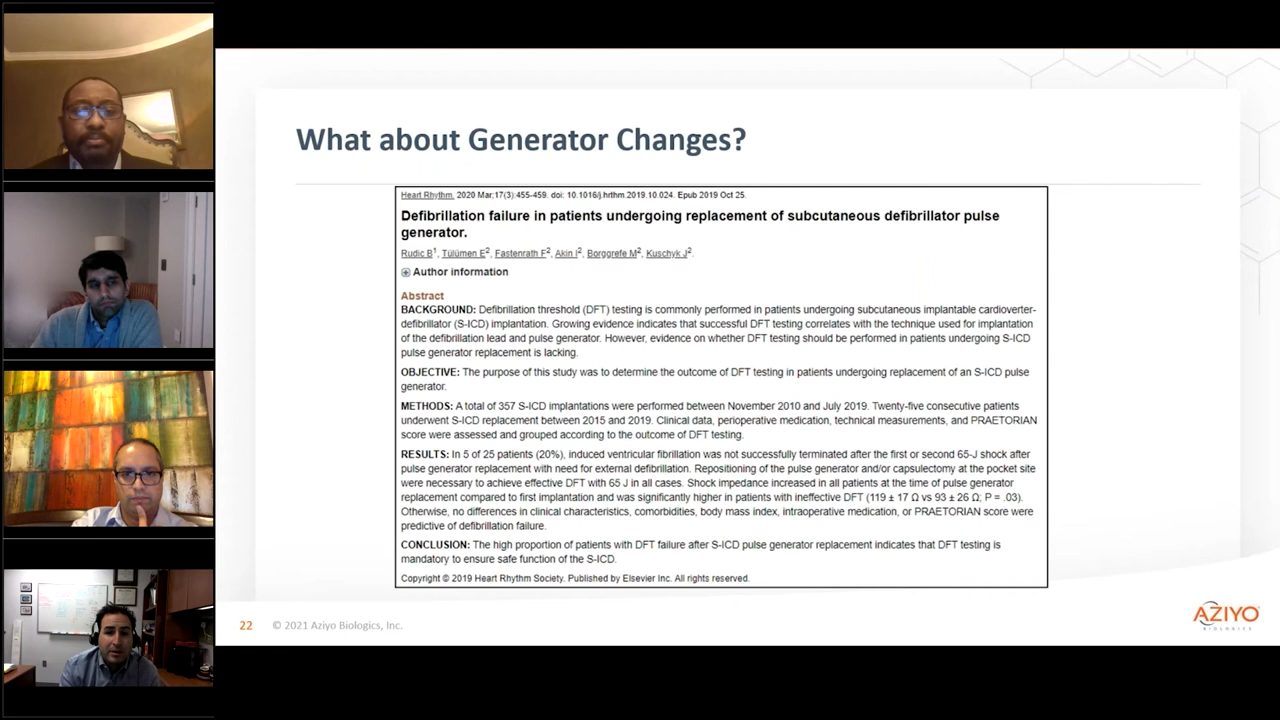 What about Generator Changes?
Heart Rhythm. 2020 Mar;17(3):455-459. doi: 10.1016/j.hrthm.2019.10.024. Epub 2019 Oct 25.
Defibrillation failure in patients undergoing replacement of subcutaneous defibrillator pulse
generator.
Rudic B1, Tülümen E2, Fastenrath F2, Akin I2, Borggrefe M2, Kuschyk J2.
Author information
Abstract
BACKGROUND: Defibrillation threshold (DFT) testing is commonly performed in patients undergoing subcutaneous implantable cardioverter-
defibrillator (S-ICD) implantation. Growing evidence indicates that successful DFT testing correlates with the technique used for implantation
of the defibrillation lead and pulse generator. However, evidence on whether DFT testing should be performed in patients undergoing S-ICD
pulse generator replacement is lacking.
OBJECTIVE: The purpose of this study was to determine the outcome of DFT testing in patients undergoing replacement of an S-ICD pulse
generator.
METHODS: A total of 357 S-ICD implantations were performed between November 2010 and July 2019. Twenty-five consecutive patients
underwent S-ICD replacement between 2015 and 2019. Clinical data, perioperative medication, technical measurements, and PRAETORIAN
score were assessed and grouped according to the outcome of DFT testing.
RESULTS: In 5 of 25 patients (20%), induced ventricular fibrillation was not successfully terminated after the first or second 65-J shock after
pulse generator replacement with need for external defibrillation. Repositioning of the pulse generator and/or capsulectomy at the pocket site
were necessary to achieve effective DFT with 65 J in all cases. Shock impedance increased in all patients at the time of pulse generator
replacement compared to first implantation and was significantly higher in patients with ineffective DFT (119 ± 17 Ω vs 93 ± 26 Ω; P = .03).
Otherwise, no differences in clinical characteristics, comorbidities, body mass index, intraoperative medication, or PRAETORIAN score were
predictive of defibrillation failure.
CONCLUSION: The high proportion of patients with DFT failure after S-ICD pulse generator replacement indicates that DFT testing is
mandatory to ensure safe function of the S-ICD.
Copyright © 2019 Heart Rhythm Society. Published by Elsevier Inc. All rights reserved.
22 © 2021 Aziyo Biologics, Inc.
AZIYO
BIOLOGICS